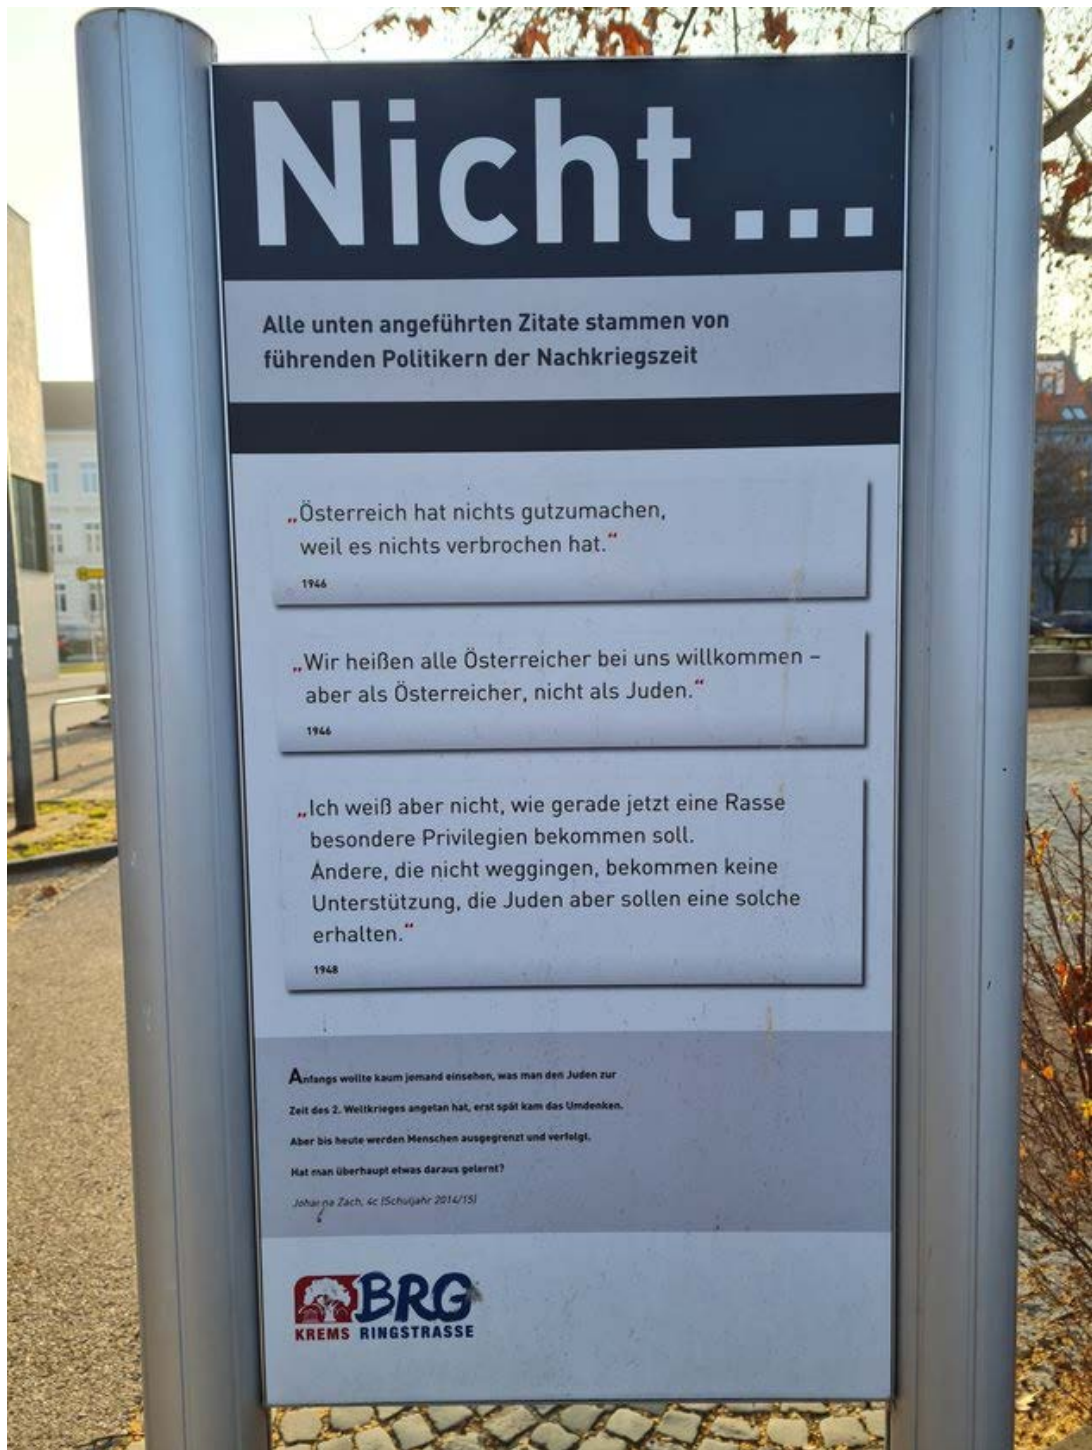 Nicht...
Alle unten angeführten Zitate stammen von
führenden Politikern der Nachkriegszeit
„Österreich hat nichts gutzumachen,
weil es nichts verbrochen hat.“
1946
„Wir heißen alle Österreicher bei uns willkommen –
aber als Österreicher, nicht als Juden.“
1946
„Ich weiß aber nicht, wie gerade jetzt eine Rasse
besondere Privilegien bekommen soll.
Andere, die nicht weggingen, bekommen keine
Unterstützung, die Juden aber sollen eine solche
erhalten.“
1948
Anfangs wollte kaum jemand einsehen, was man den Juden zur
Zeit des 2. Weltkrieges angetan hat, erst spät kam das Umdenken.
Aber bis heute werden Menschen ausgegrenzt und verfolgt.
Hat man überhaupt etwas daraus gelernt?
Johanna Zach, 4c (Schuljahr 2014/15)
BRG
KREMS RINGSTRASSE